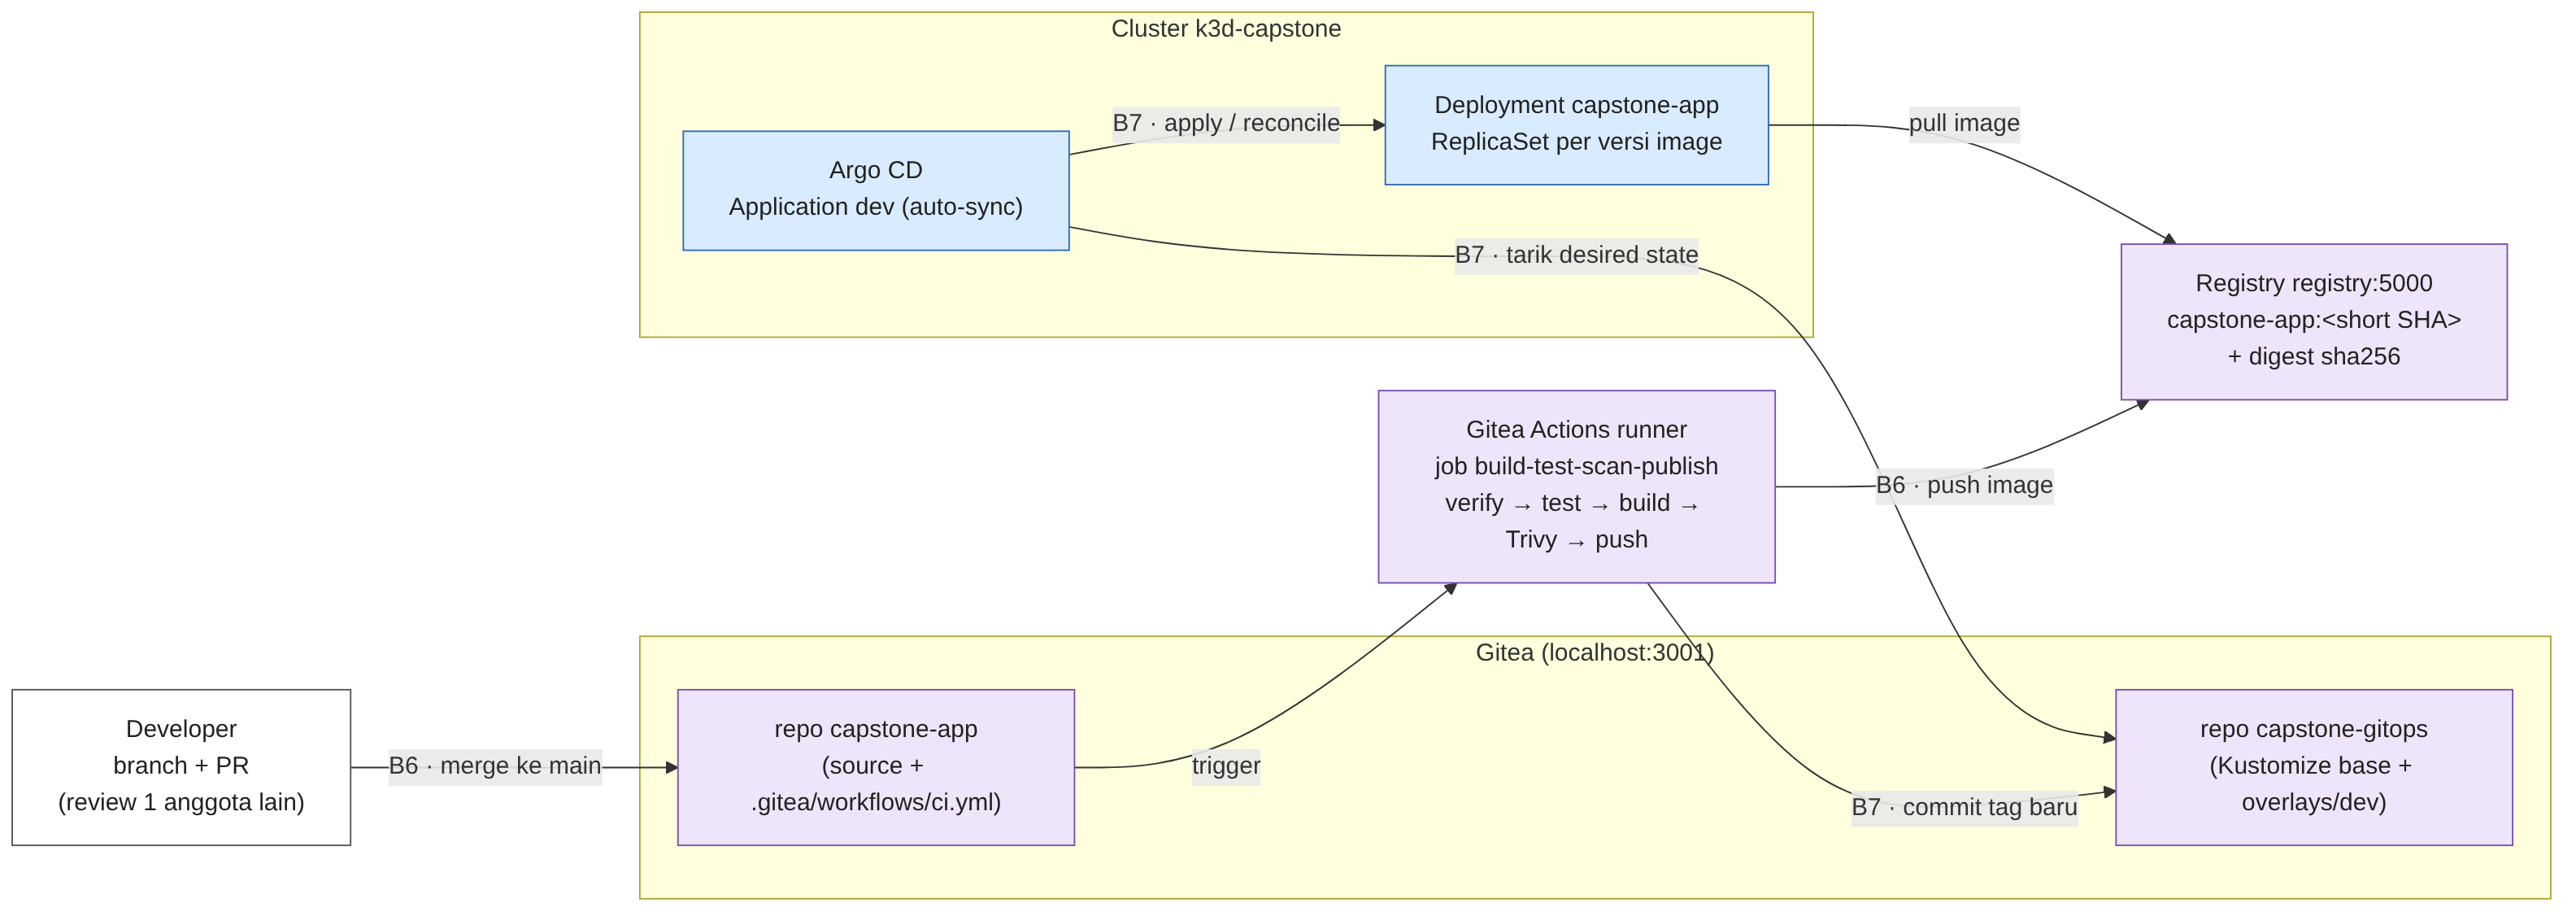 Cluster k3d-capstone
Argo CD
Application dev (auto-sync)
B7 · apply / reconcile
Deployment capstone-app
ReplicaSet per versi image
pull image
B7 · tarik desired state
Registry registry:5000
capstone-app:<short SHA>
+ digest sha256
Gitea Actions runner
job build-test-scan-publish
verify → test → build →
Trivy → push
B6 · push image
Gitea (localhost:3001)
Developer
branch + PR
(review 1 anggota lain)
B6 · merge ke main
repo capstone-app
(source +
.gitea/workflows/ci.yml)
trigger
B7 · commit tag baru
repo capstone-gitops
(Kustomize base +
overlays/dev)